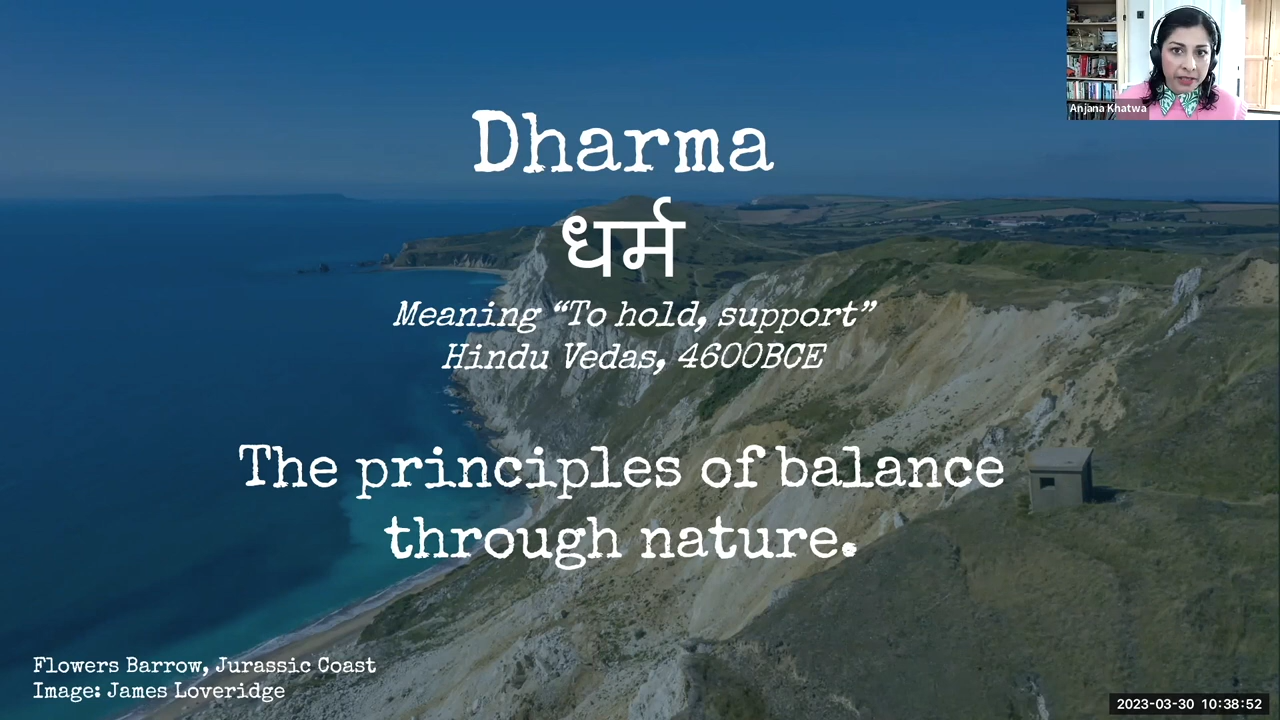 Anjana Khatwa
Dharma
धर्म
Meaning “To hold, support”
Hindu Vedas, 4600BCE
The principles of balance
through nature.
Flowers Barrow, Jurassic Coast
Image: James Loveridge
2023-03-30 10:38:52